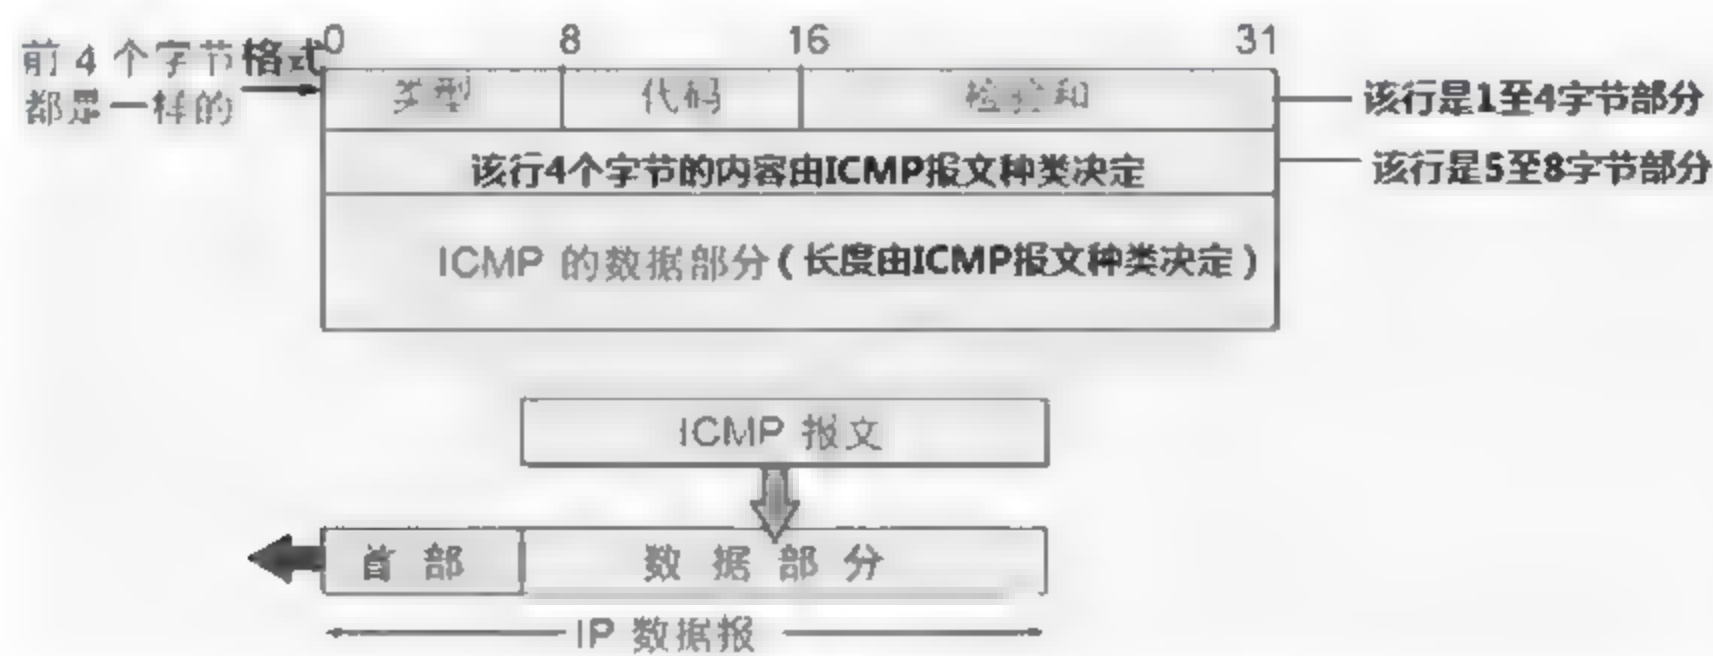 0 8 16 31
前4个字节格式
都是一样的
类型 代码 检验和
该行是1至4字节部分
该行4个字节的内容由ICMP报文种类决定
该行是5至8字节部分
ICMP 的数据部分(长度由ICMP报文种类决定)
ICMP 报文
首部 数据部分
IP 数据报